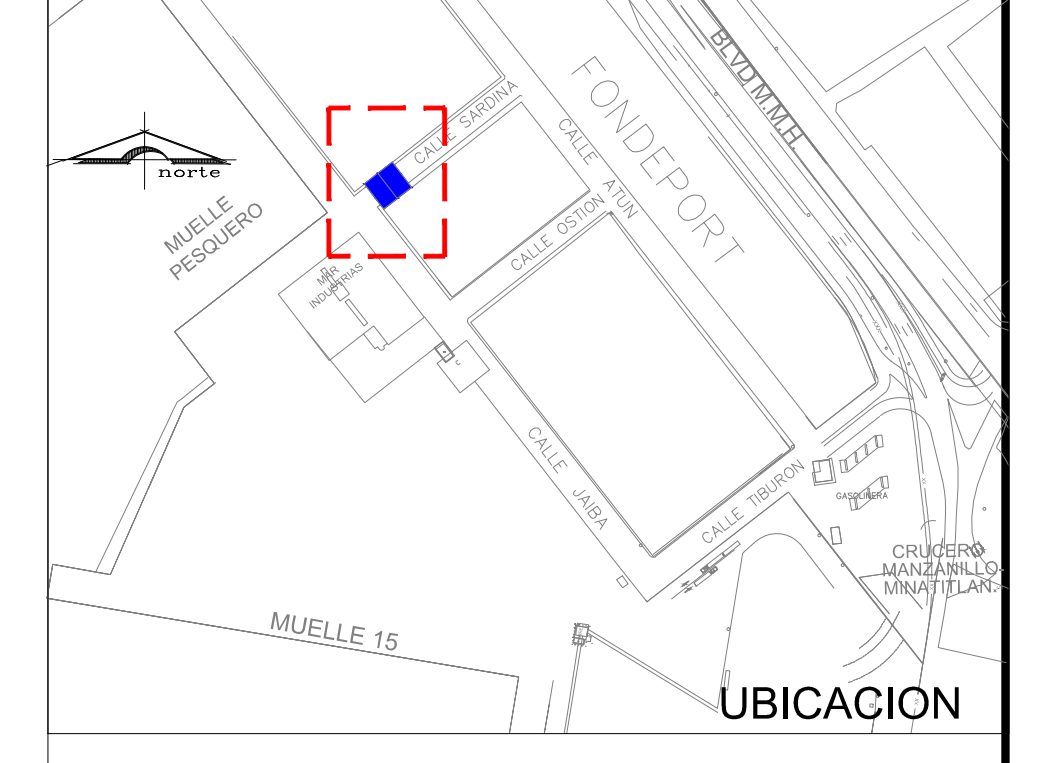 BLVD M.M.H.
FONDEPORT
CALLE SARDINA
CALLE ATUN
norte
MUELLE
PESQUERO
CALLE OSTION
MAR
INDUSTRIAS
CALLE JAIBA
CALLE TIBURON
GASOLINERA
CRUCERO
MANZANILLO-
MINATITLAN.
MUELLE 15
UBICACION